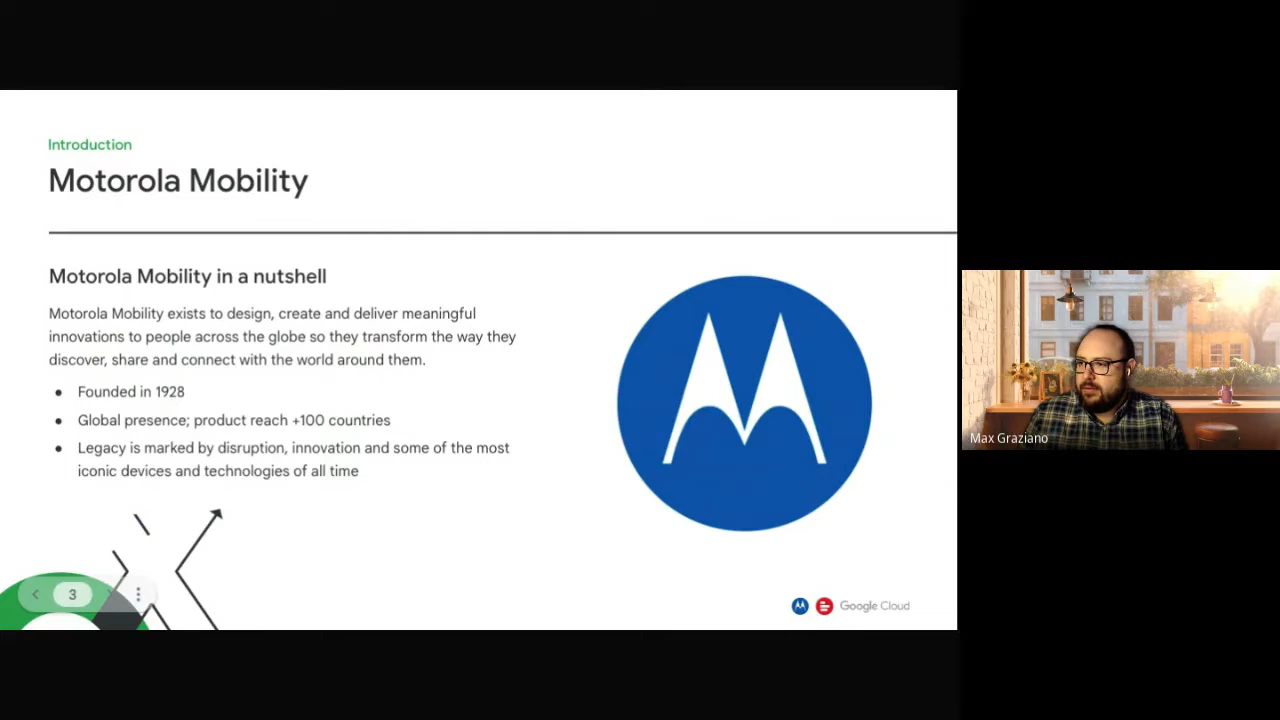 Introduction
Motorola Mobility
Motorola Mobility in a nutshell
Motorola Mobility exists to design, create and deliver meaningful
innovations to people across the globe so they transform the way they
discover, share and connect with the world around them.
● Founded in 1928
● Global presence; product reach +100 countries
● Legacy is marked by disruption, innovation and some of the most
iconic devices and technologies of all time
3
Google Cloud
Max Graziano